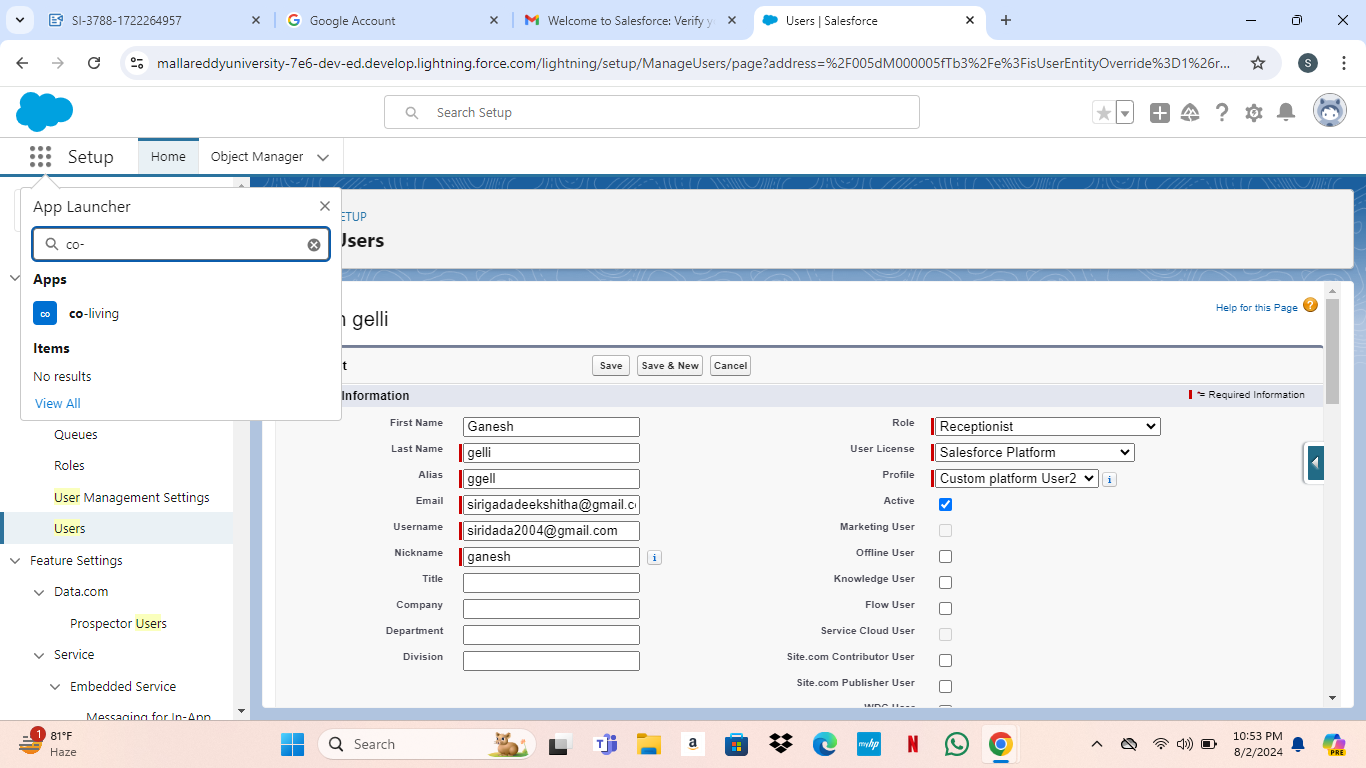 SI-3788-1722264957
Google Account
Welcome to Salesforce: Verify y
Users | Salesforce
mallareddyuniversity-7e6-dev-ed.develop.lightning.force.com/lightning/setup/ManageUsers/page?address=%2F005dM000005fTb3%2Fe%3FisUserEntityOverride%3D1%26r...
S
Search Setup
Setup
Home
Object Manager
App Launcher
co-
Apps
co
co-living
Items
No results
View All
Queues
Roles
User Management Settings
Users
Feature Settings
Data.com
Prospector Users
Service
Embedded Service
Messaging for In-App
ETUP
Users
gelli
Help for this Page
Save
Save & New
Cancel
Information
*= Required Information
First Name
Ganesh
Last Name
gelli
Alias
ggell
Email
sirigadadeekshitha@gmail.c
Username
siridada2004@gmail.com
Nickname
ganesh
Title
Company
Department
Division
Role
Receptionist
User License
Salesforce Platform
Profile
Custom platform User2
Active
Marketing User
Offline User
Knowledge User
Flow User
Service Cloud User
Site.com Contributor User
Site.com Publisher User
WDC User
1
81°F
Haze
Search
a
myhp
N
10:53 PM
8/2/2024
PRE